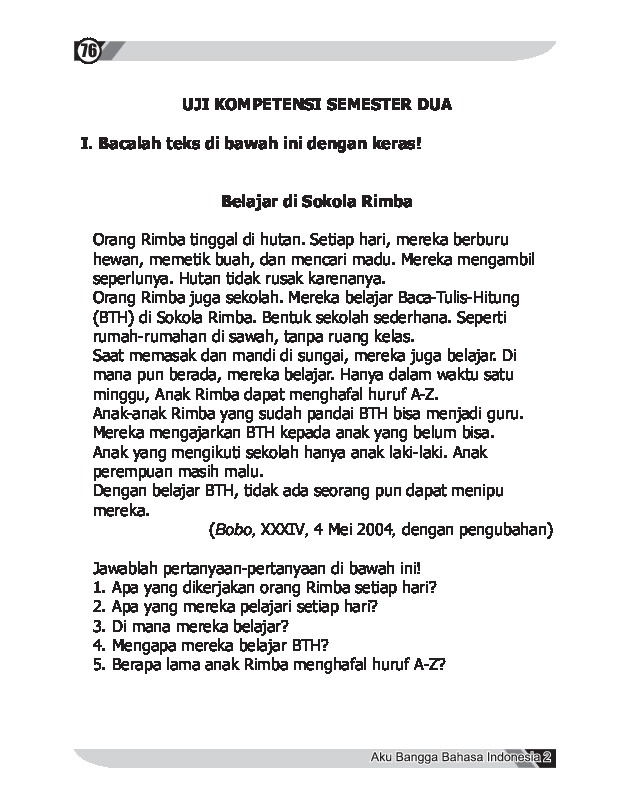 76
UJI KOMPETENSI SEMESTER DUA
I. Bacalah teks di bawah ini dengan keras!
Belajar di Sokola Rimba
Orang Rimba tinggal di hutan. Setiap hari, mereka berburu
hewan, memetik buah, dan mencari madu. Mereka mengambil
seperlunya. Hutan tidak rusak karenanya.
Orang Rimba juga sekolah. Mereka belajar Baca-Tulis-Hitung
(BTH) di Sokola Rimba. Bentuk sekolah sederhana. Seperti
rumah-rumahan di sawah, tanpa ruang kelas.
Saat memasak dan mandi di sungai, mereka juga belajar. Di
mana pun berada, mereka belajar. Hanya dalam waktu satu
minggu, Anak Rimba dapat menghafal huruf A-Z.
Anak-anak Rimba yang sudah pandai BTH bisa menjadi guru.
Mereka mengajarkan BTH kepada anak yang belum bisa.
Anak yang mengikuti sekolah hanya anak laki-laki. Anak
perempuan masih malu.
Dengan belajar BTH, tidak ada seorang pun dapat menipu
mereka.
(Bobo, XXXIV, 4 Mei 2004, dengan pengubahan)
Jawablah pertanyaan-pertanyaan di bawah ini!
1. Apa yang dikerjakan orang Rimba setiap hari?
2. Apa yang mereka pelajari setiap hari?
3. Di mana mereka belajar?
4. Mengapa mereka belajar BTH?
5. Berapa lama anak Rimba menghafal huruf A-Z?
Aku Bangga Bahasa Indonesia 2